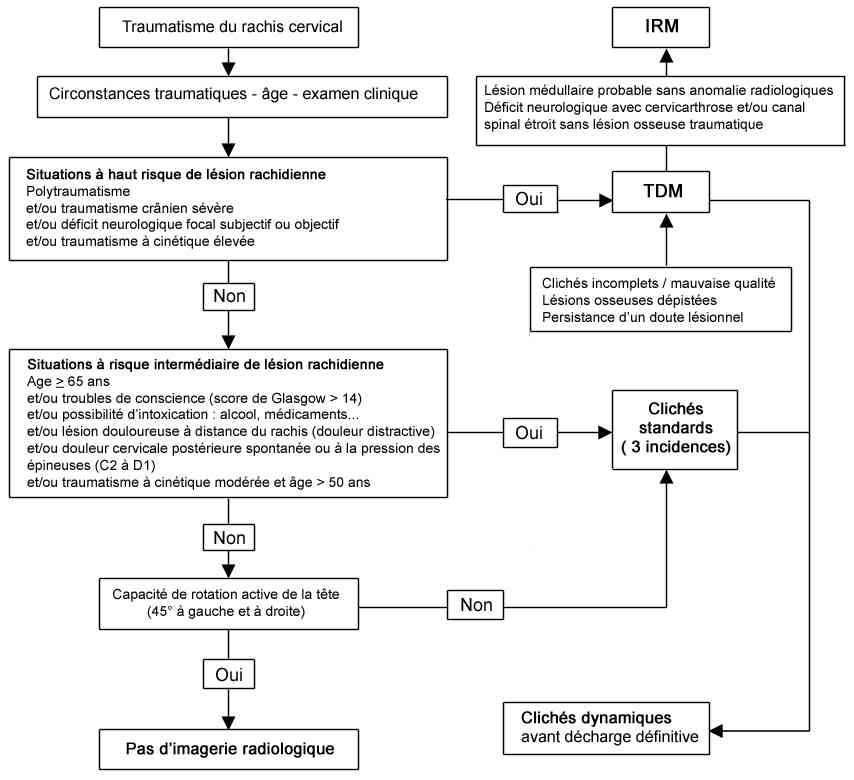 Traumatisme du rachis cervical
Circonstances traumatiques - âge - examen clinique
Situations à haut risque de lésion rachidienne
Polytraumatisme
et/ou traumatisme crânien sévère
et/ou déficit neurologique focal subjectif ou objectif
et/ou traumatisme à cinétique élevée
Oui
TDM
IRM
Lésion médullaire probable sans anomalie radiologiques
Déficit neurologique avec cervicarthrose et/ou canal
spinal étroit sans lésion osseuse traumatique
Clichés incomplets / mauvaise qualité
Lésions osseuses dépistées
Persistance d'un doute lésionnel
Non
Situations à risque intermédiaire de lésion rachidienne
Age ≥ 65 ans
et/ou troubles de conscience (score de Glasgow > 14)
et/ou possibilité d'intoxication : alcool, médicaments...
et/ou lésion douloureuse à distance du rachis (douleur distractive)
et/ou douleur cervicale postérieure spontanée ou à la pression des
épineuses (C2 à D1)
et/ou traumatisme à cinétique modérée et âge > 50 ans
Oui
Clichés
standards
( 3 incidences)
Non
Capacité de rotation active de la tête
(45° à gauche et à droite)
Non
Oui
Pas d'imagerie radiologique
Clichés dynamiques
avant décharge définitive